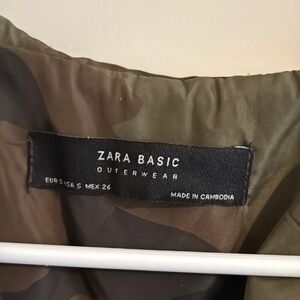 ZARA BASIC
OUTERWEAR
EUR S USA S MEX 26
MADE IN CAMBODIA